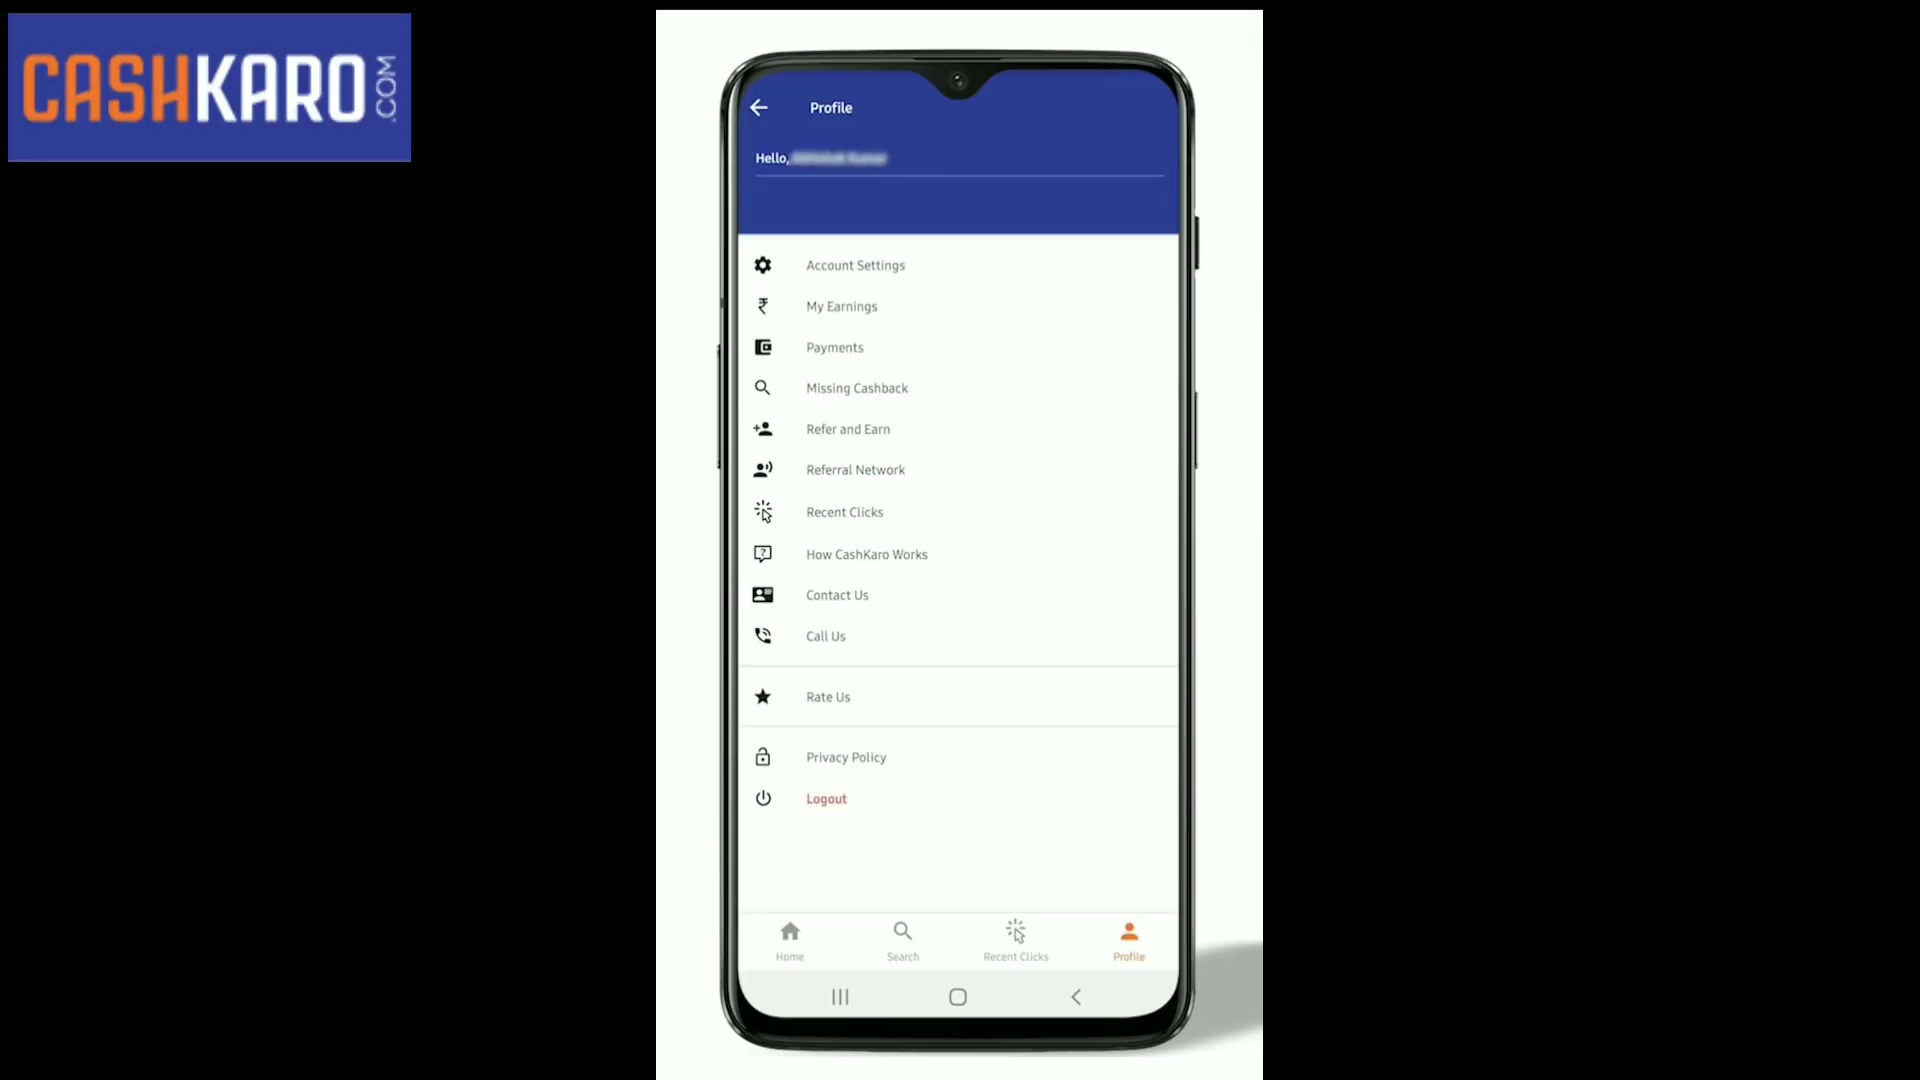 CASHKARO.COM
Profile
Hello,
Account Settings
My Earnings
Payments
Missing Cashback
Refer and Earn
Referral Network
Recent Clicks
How CashKaro Works
Contact Us
Call Us
Rate Us
Privacy Policy
Logout
Home
Search
Recent Clicks
Profile